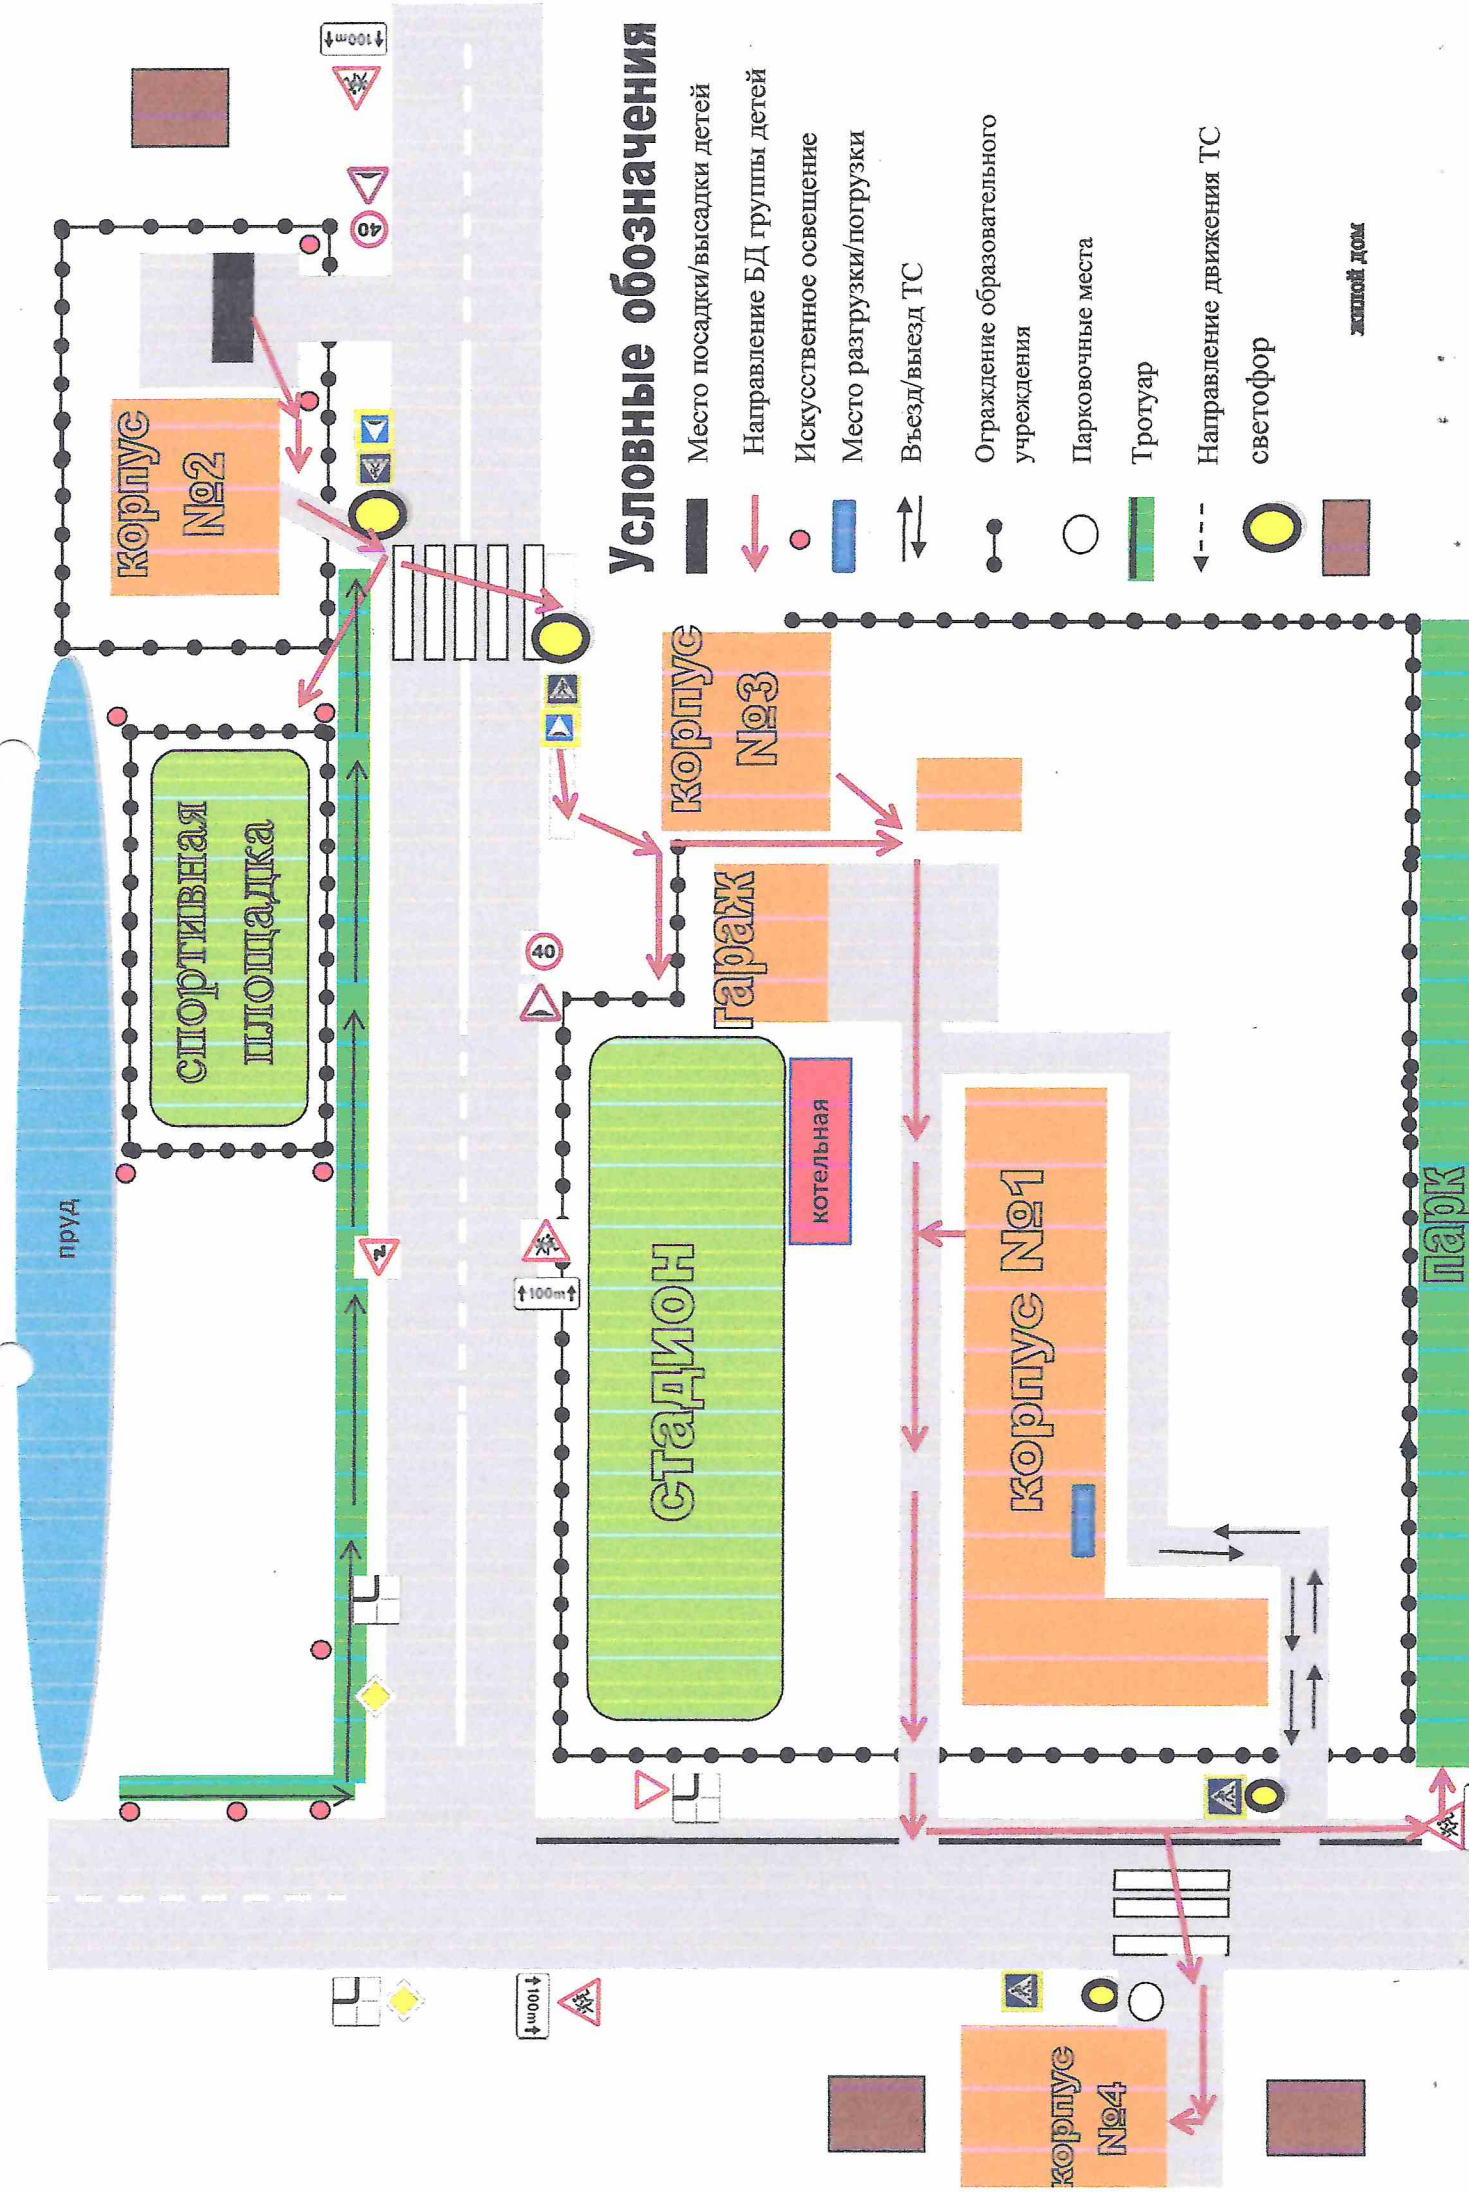 пруд
спортивная
площадка
корпус
№2
100m
40
40
100m
стадион
котельная
гараж
корпус
№3
корпус №1
100m
корпус
№4
парк
Условные обозначения
Место посадки/высадки детей
Направление БД группы детей
Искусственное освещение
Место разгрузки/погрузки
Въезд/выезд ТС
Ограждение образовательного
учреждения
Парковочные места
Тротуар
Направление движения ТС
светофор
жилой дом